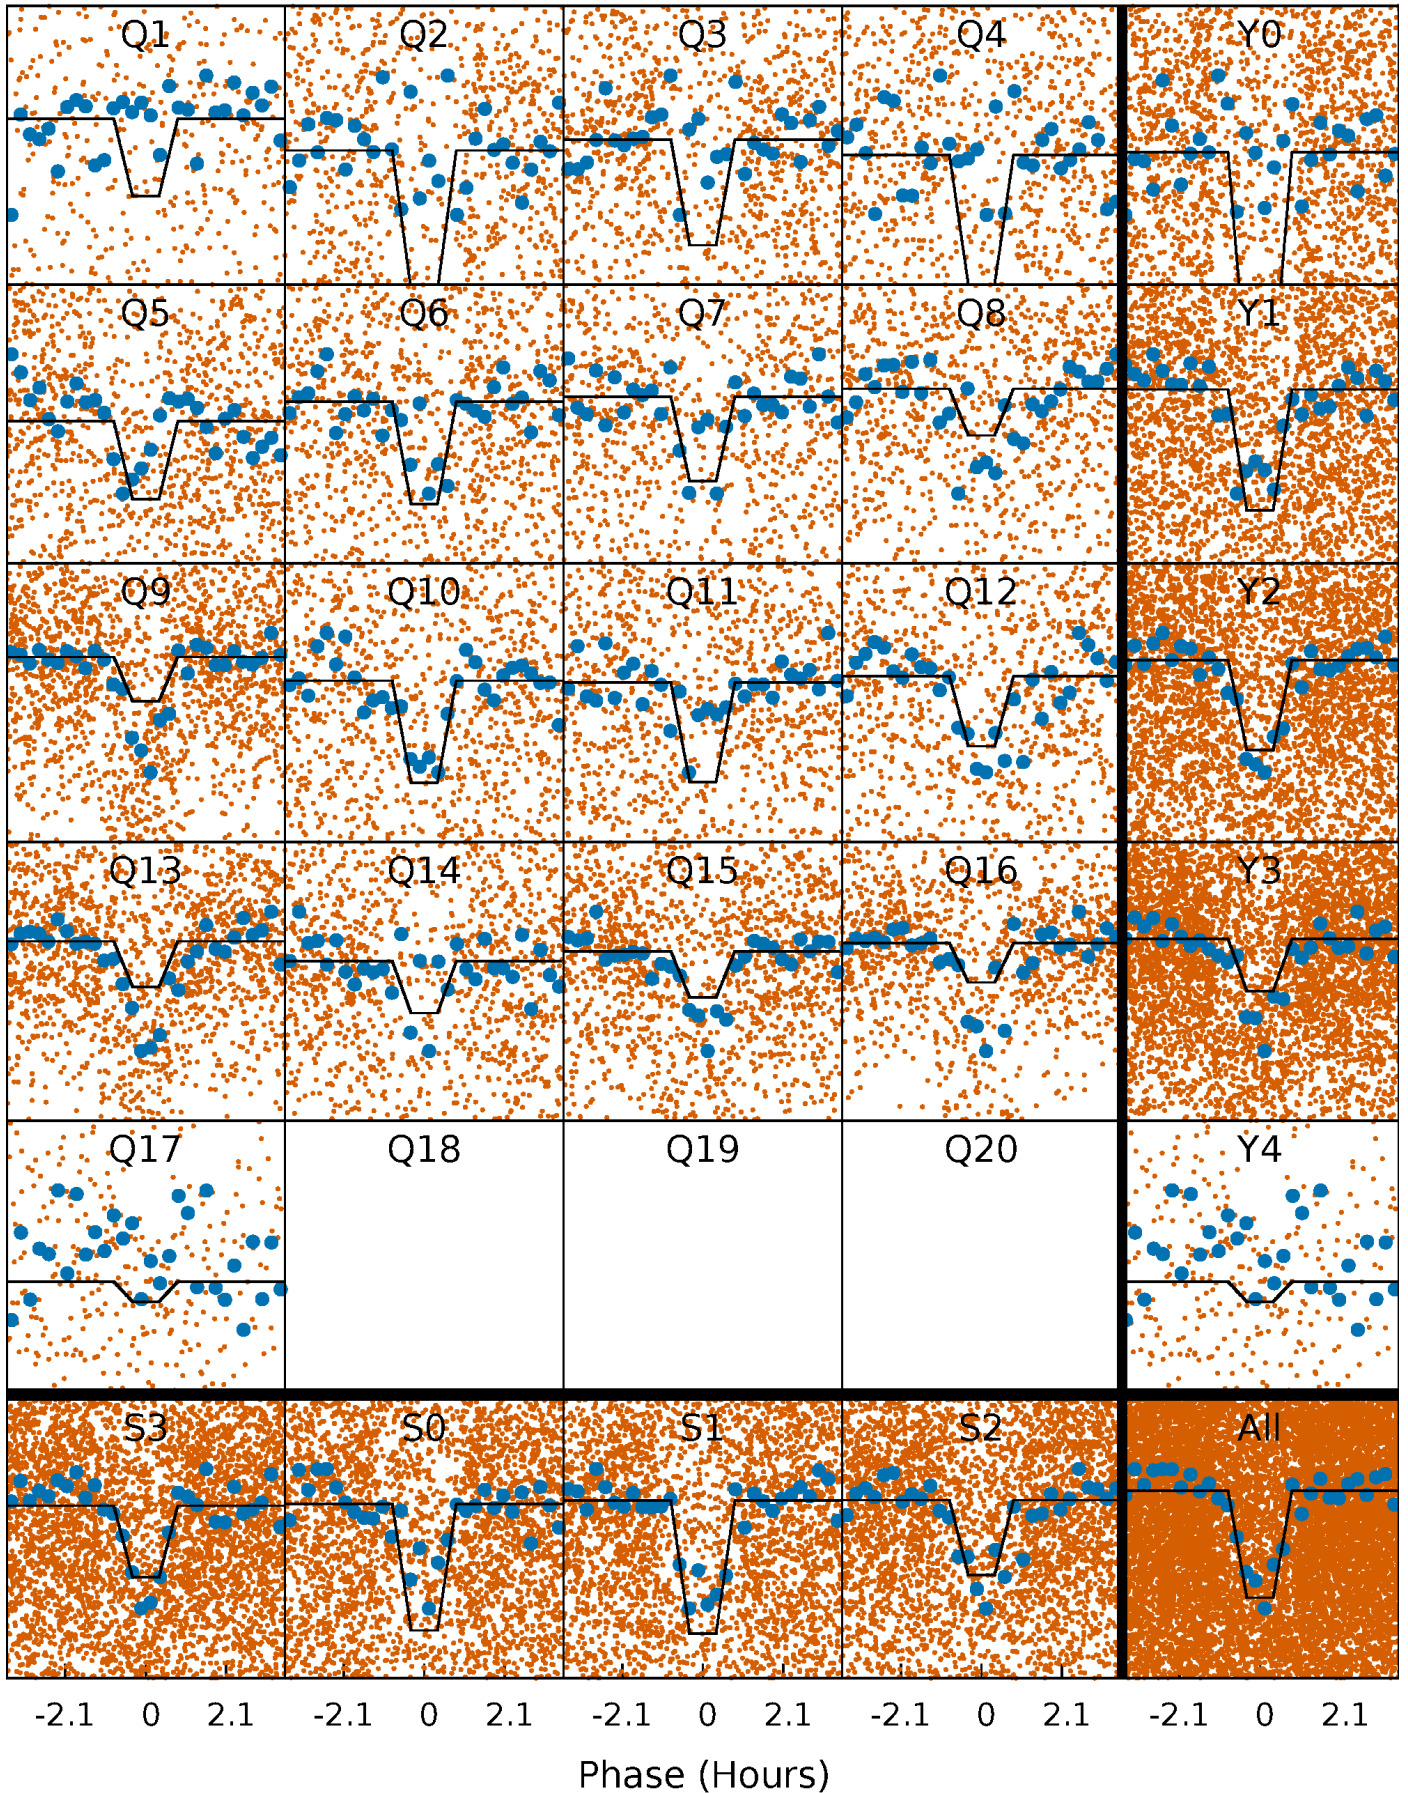 Q1 Q2 Q3 Q4 Y0
Q5 Q6 Q7 Q8 Y1
Q9 Q10 Q11 Q12 Y2
Q13 Q14 Q15 Q16 Y3
Q17 Q18 Q19 Q20 Y4
S3 S0 S1 S2 All
-2.1 0 2.1 -2.1 0 2.1 -2.1 0 2.1 -2.1 0 2.1 -2.1 0 2.1
Phase (Hours)